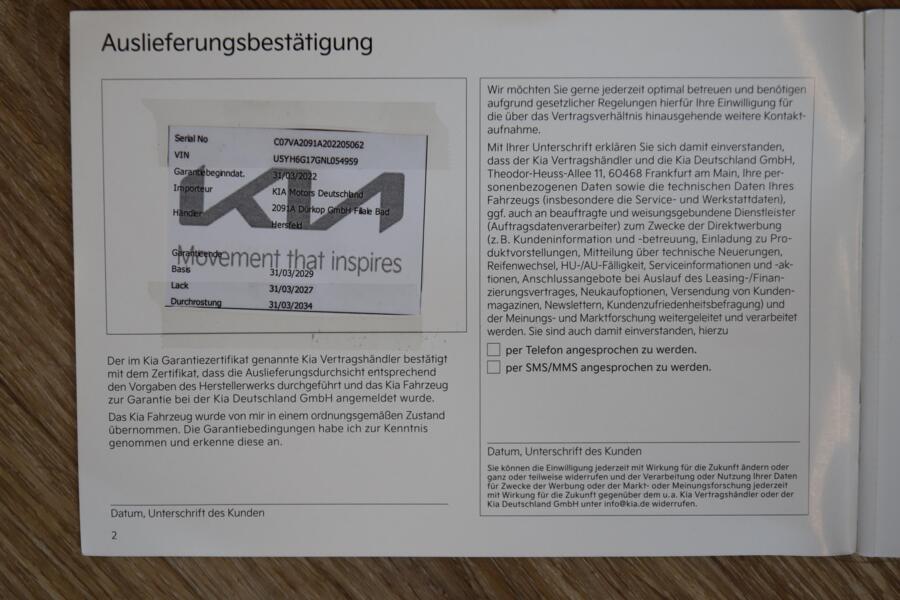 Auslieferungsbestätigung
Serial No C07VA2091A202205062
VIN U5YH6G17GNL054959
Garantiebeginndat. 31/03/2022
Importeur KIA Motors Deutschland
Händler 2091A Dürkop GmbH Filiale Bad
Hersfeld
KIA
Garantieende
Movement that inspires
Basis 31/03/2029
Lack 31/03/2027
Durchrostung 31/03/2034
Der im Kia Garantiezertifikat genannte Kia Vertragshändler bestätigt
mit dem Zertifikat, dass die Auslieferungsdurchsicht entsprechend
den Vorgaben des Herstellerwerks durchgeführt und das Kia Fahrzeug
zur Garantie bei der Kia Deutschland GmbH angemeldet wurde.
Das Kia Fahrzeug wurde von mir in einem ordnungsgemäßen Zustand
übernommen. Die Garantiebedingungen habe ich zur Kenntnis
genommen und erkenne diese an.
Datum, Unterschrift des Kunden
2
Wir möchten Sie gerne jederzeit optimal betreuen und benötigen
aufgrund gesetzlicher Regelungen hierfür Ihre Einwilligung für
die über das Vertragsverhältnis hinausgehende weitere Kontakt-
aufnahme.
Mit Ihrer Unterschrift erklären Sie sich damit einverstanden,
dass der Kia Vertragshändler und die Kia Deutschland GmbH,
Theodor-Heuss-Allee 11, 60468 Frankfurt am Main, Ihre per-
sonenbezogenen Daten sowie die technischen Daten Ihres
Fahrzeugs (insbesondere die Service- und Werkstattdaten),
ggf. auch an beauftragte und weisungsgebundene Dienstleister
(Auftragsdatenverarbeiter) zum Zwecke der Direktwerbung
(z. B. Kundeninformation und -betreuung, Einladung zu Pro-
duktvorstellungen, Mitteilung über technische Neuerungen,
Reifenwechsel, HU-/AU-Fälligkeit, Serviceinformationen und -ak-
tionen, Anschlussangebote bei Auslauf des Leasing-/Finan-
zierungsvertrages, Neukaufoptionen, Versendung von Kunden-
magazinen, Newslettern, Kundenzufriedenheitsbefragung) und
der Meinungs- und Marktforschung weitergeleitet und verarbeitet
werden. Sie sind auch damit einverstanden, hierzu
per Telefon angesprochen zu werden.
per SMS/MMS angesprochen zu werden.
Datum, Unterschrift des Kunden
Sie können die Einwilligung jederzeit mit Wirkung für die Zukunft ändern oder
ganz oder teilweise widerrufen und der Verarbeitung oder Nutzung Ihrer Daten
für Zwecke der Werbung oder der Markt- oder Meinungsforschung jederzeit
mit Wirkung für die Zukunft gegenüber dem u. a. Kia Vertragshändler oder der
Kia Deutschland GmbH unter info@kia.de widerrufen.